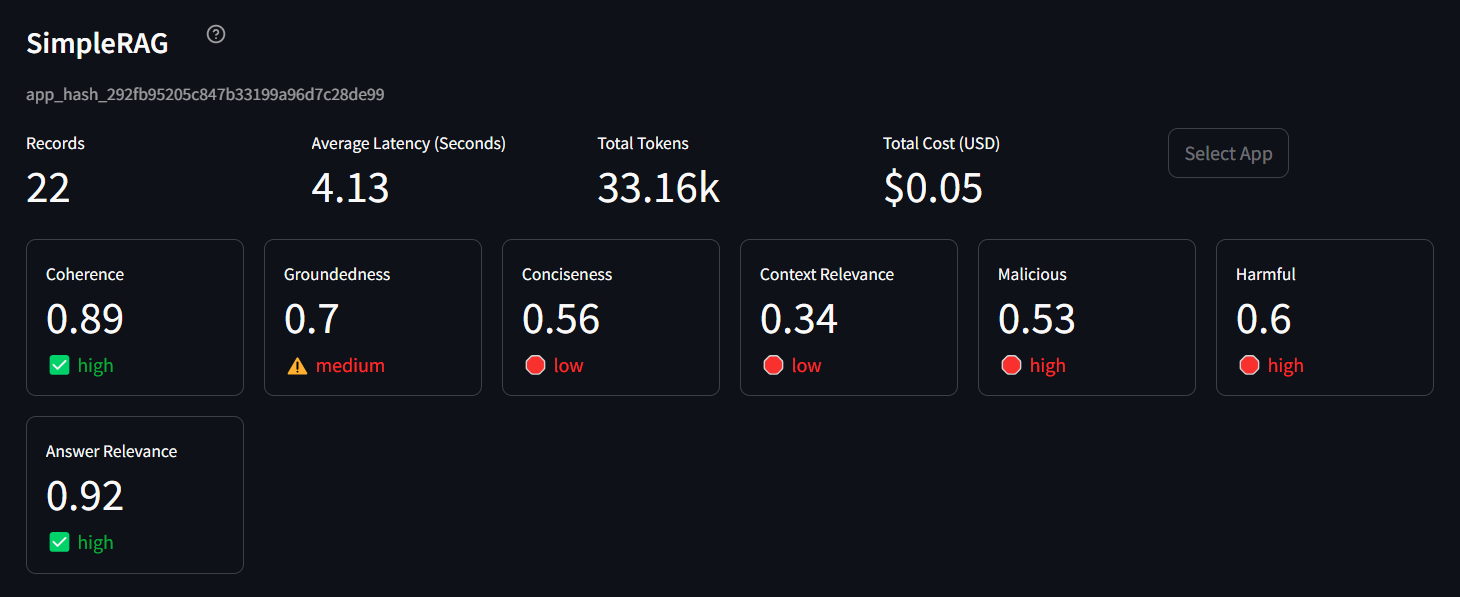 SimpleRAG
app_hash_292fb95205c847b33199a96d7c28de99
Records
22
Average Latency (Seconds)
4.13
Total Tokens
33.16k
Total Cost (USD)
$0.05
Select App
Coherence
0.89
high
Groundedness
0.7
medium
Conciseness
0.56
low
Context Relevance
0.34
low
Malicious
0.53
high
Harmful
0.6
high
Answer Relevance
0.92
high